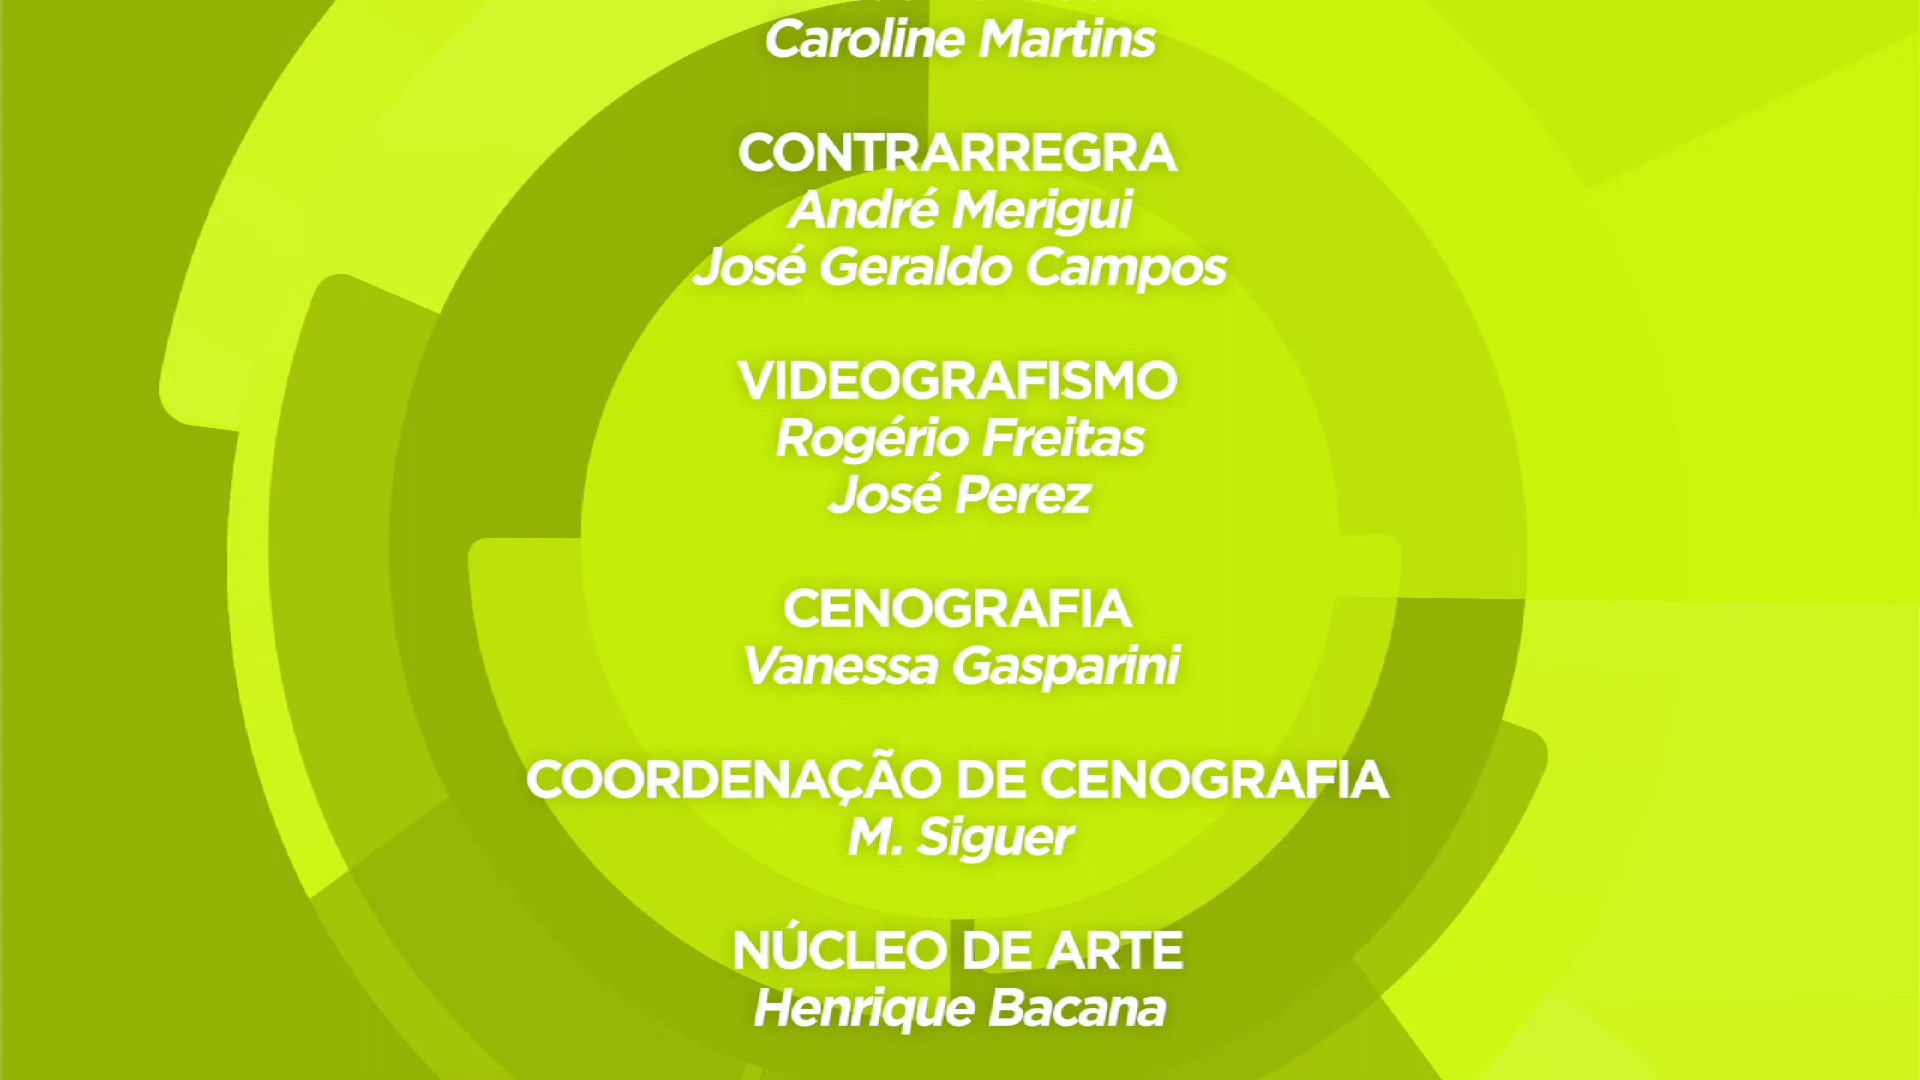 Caroline Martins
CONTRARREGRA
André Merigui
José Geraldo Campos
VIDEOGRAFISMO
Rogério Freitas
José Perez
CENOGRAFIA
Vanessa Gasparini
COORDENAÇÃO DE CENOGRAFIA
M. Siguer
NÚCLEO DE ARTE
Henrique Bacana